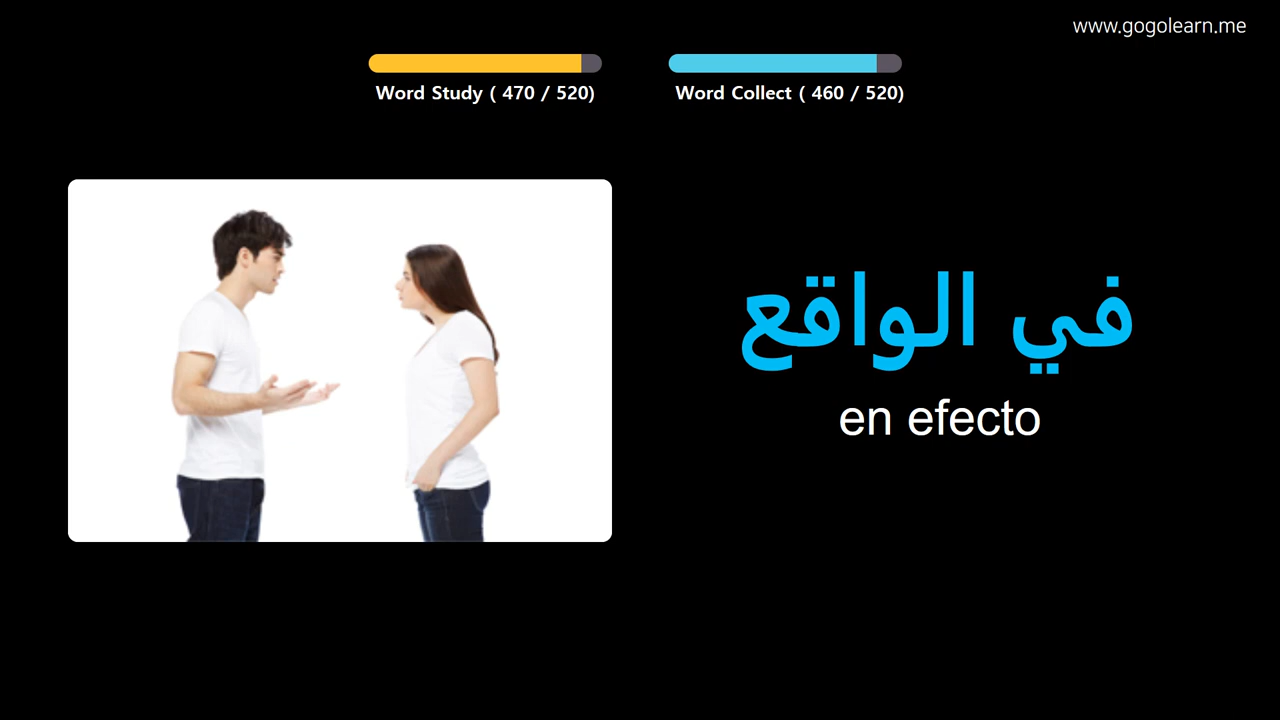 www.gogolearn.me
Word Study ( 470 / 520)
Word Collect ( 460 / 520)
في الواقع
en efecto